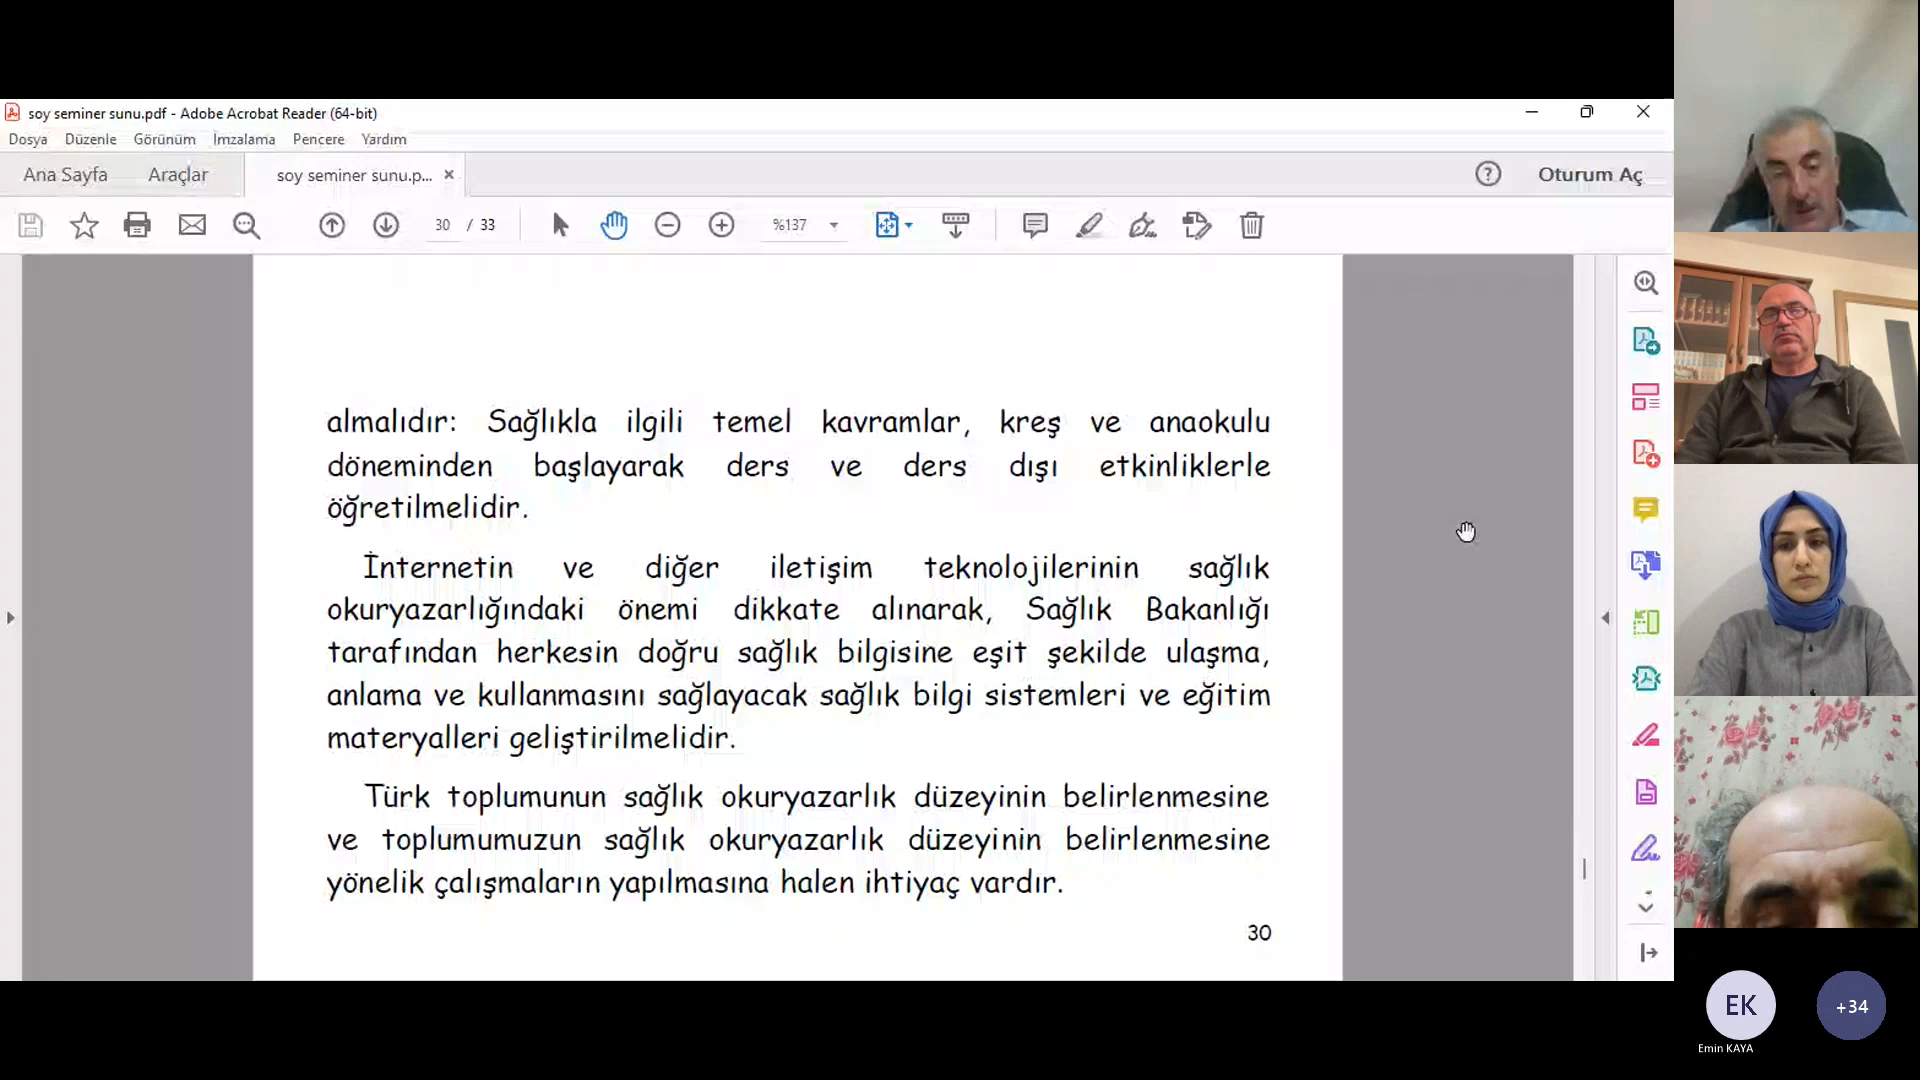 soy seminer sunu.pdf - Adobe Acrobat Reader (64-bit)
Dosya Düzenle Görünüm İmzalama Pencere Yardım
Ana Sayfa Araçlar soy seminer sunu.p... Oturum Aç
30 / 33 %137
almalıdır: Sağlıkla ilgili temel kavramlar, kreş ve anaokulu
döneminden başlayarak ders ve ders dışı etkinliklerle
öğretilmelidir.
İnternetin ve diğer iletişim teknolojilerinin sağlık
okuryazarlığındaki önemi dikkate alınarak, Sağlık Bakanlığı
tarafından herkesin doğru sağlık bilgisine eşit şekilde ulaşma,
anlama ve kullanmasını sağlayacak sağlık bilgi sistemleri ve eğitim
materyalleri geliştirilmelidir.
Türk toplumunun sağlık okuryazarlık düzeyinin belirlenmesine
ve toplumumuzun sağlık okuryazarlık düzeyinin belirlenmesine
yönelik çalışmaların yapılmasına halen ihtiyaç vardır.
30
EK +34
Emin KAYA